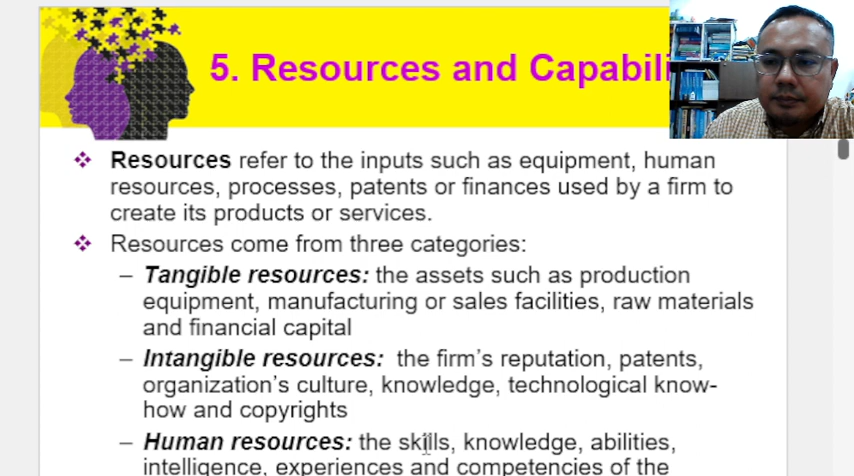 5. Resources and Capabili
Resources refer to the inputs such as equipment, human
resources, processes, patents or finances used by a firm to
create its products or services.
Resources come from three categories:
– Tangible resources: the assets such as production
equipment, manufacturing or sales facilities, raw materials
and financial capital
– Intangible resources: the firm's reputation, patents,
organization's culture, knowledge, technological know-
how and copyrights
– Human resources: the skills, knowledge, abilities,
intelligence, experiences and competencies of the